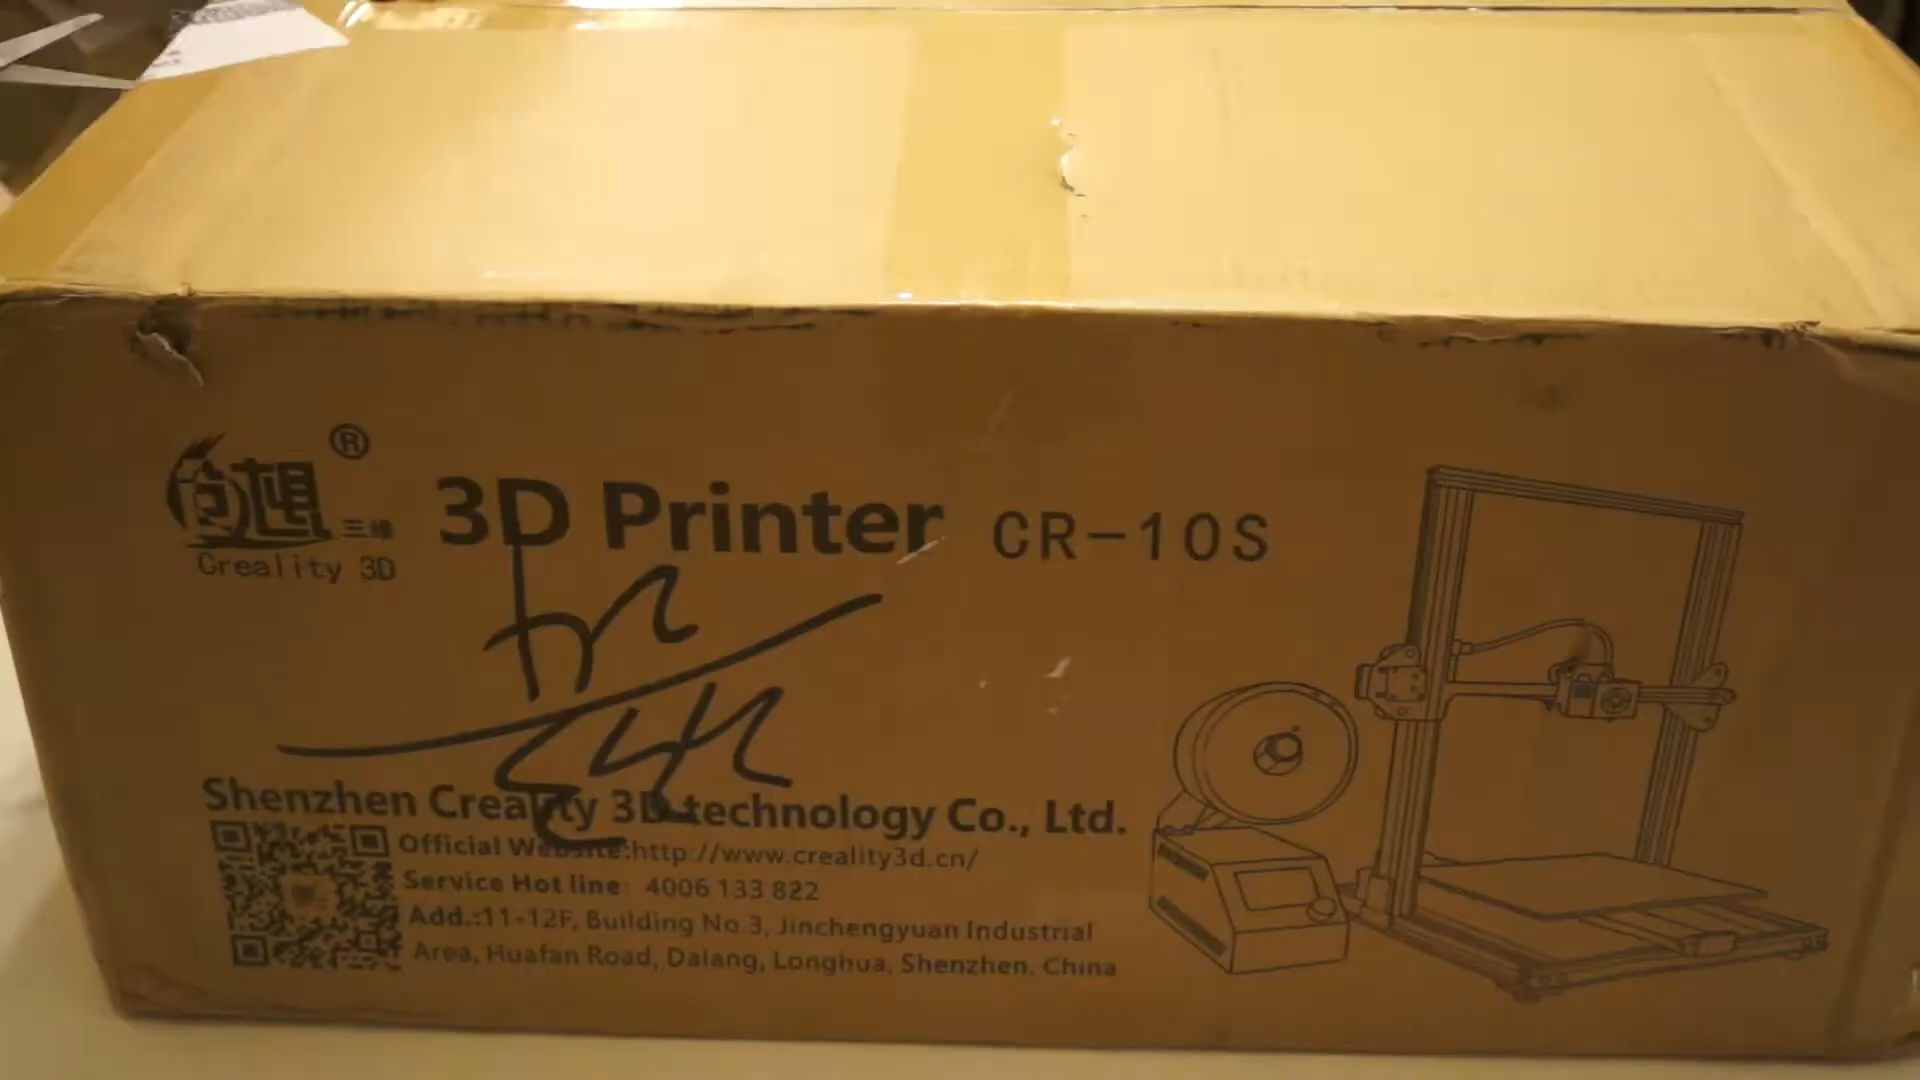 创想三维 ®
Creality 3D
3D Printer CR-10S
Shenzhen Creality 3D technology Co., Ltd.
Official Website:http://www.creality3d.cn/
Service Hot line: 4006 133 822
Add.:11-12F, Building No.3, Jinchengyuan Industrial
Area, Huafan Road, Dalang, Longhua, Shenzhen, China